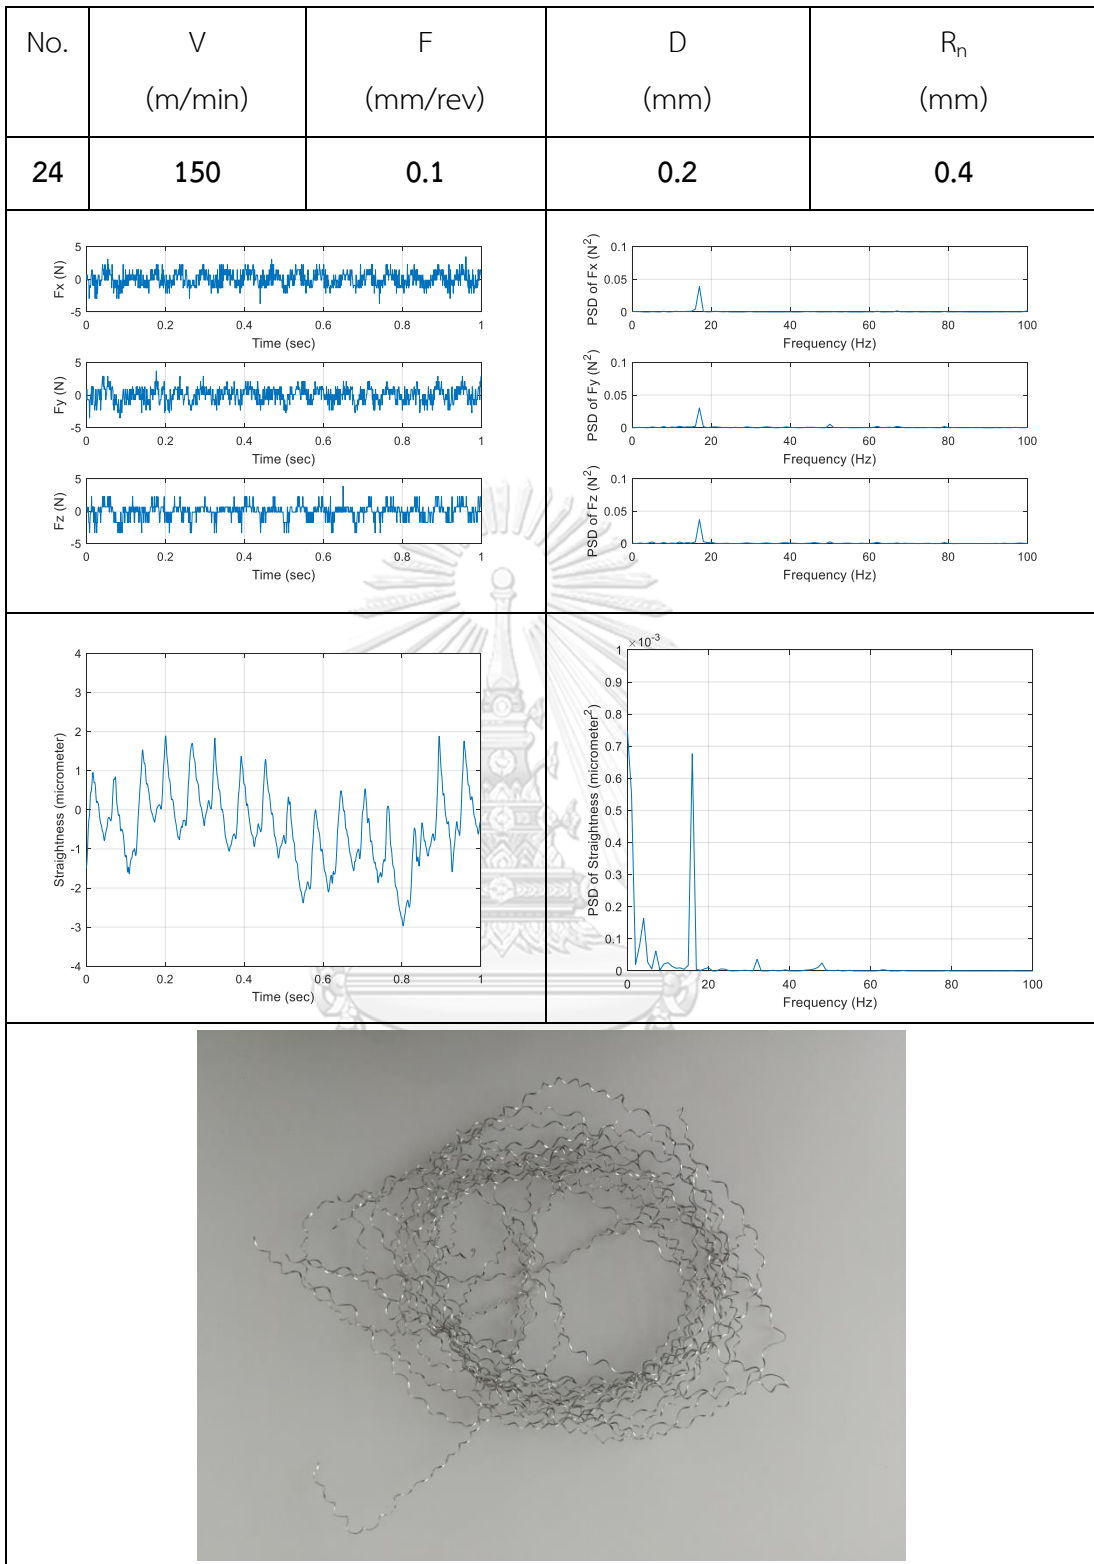 No. V F D Rn
(m/min) (mm/rev) (mm) (mm)
24 150 0.1 0.2 0.4
Fx (N)
5
0
-5
0 0.2 0.4 0.6 0.8 1
Time (sec)
Fy (N)
5
0
-5
0 0.2 0.4 0.6 0.8 1
Time (sec)
Fz (N)
5
0
-5
0 0.2 0.4 0.6 0.8 1
Time (sec)
PSD of Fx (N²)
0.1
0.05
0
0 20 40 60 80 100
Frequency (Hz)
PSD of Fy (N²)
0.1
0.05
0
0 20 40 60 80 100
Frequency (Hz)
PSD of Fz (N²)
0.1
0.05
0
0 20 40 60 80 100
Frequency (Hz)
Straightness (micrometer)
4
3
2
1
0
-1
-2
-3
-4
0 0.2 0.4 0.6 0.8 1
Time (sec)
PSD of Straightness (micrometer²)
×10⁻³
1
0.9
0.8
0.7
0.6
0.5
0.4
0.3
0.2
0.1
0
0 20 40 60 80 100
Frequency (Hz)